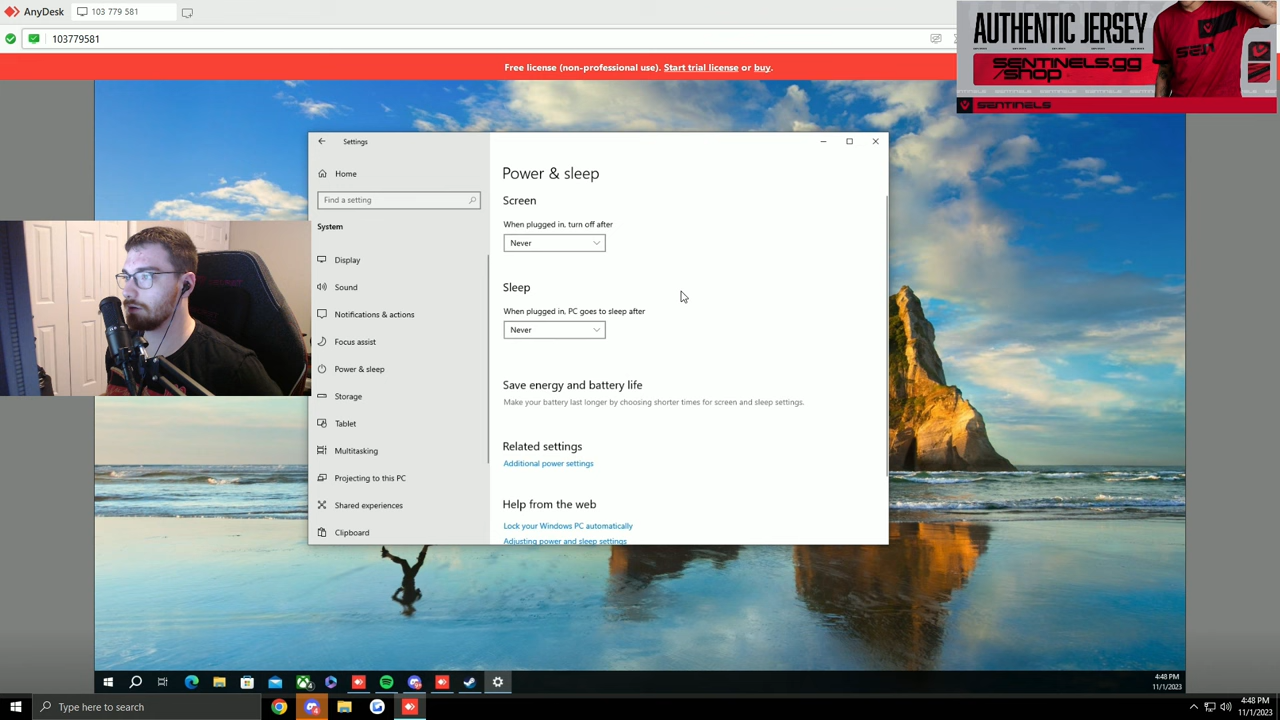 AnyDesk
103 779 581
103779581
Free license (non-professional use). Start trial license or buy.
AUTHENTIC JERSEY
SENTINELS.GG
/SHOP
SENTINELS
Settings
Home
Find a setting
System
Display
Sound
Notifications & actions
Focus assist
Power & sleep
Storage
Tablet
Multitasking
Projecting to this PC
Shared experiences
Clipboard
Power & sleep
Screen
When plugged in, turn off after
Never
Sleep
When plugged in, PC goes to sleep after
Never
Save energy and battery life
Make your battery last longer by choosing shorter times for screen and sleep settings.
Related settings
Additional power settings
Help from the web
Lock your Windows PC automatically
Adjusting power and sleep settings
4:48 PM
11/1/2023
Type here to search
4:48 PM
11/1/2023